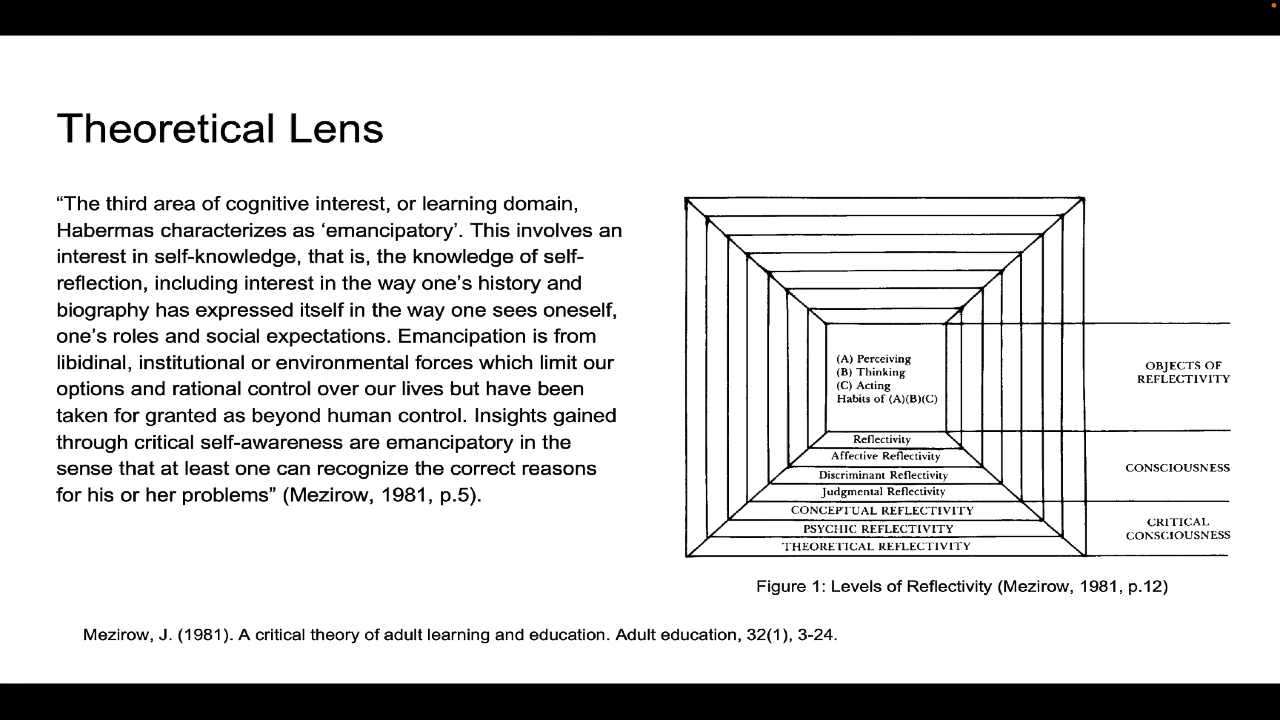 Theoretical Lens
“The third area of cognitive interest, or learning domain,
Habermas characterizes as ‘emancipatory’. This involves an
interest in self-knowledge, that is, the knowledge of self-
reflection, including interest in the way one’s history and
biography has expressed itself in the way one sees oneself,
one’s roles and social expectations. Emancipation is from
libidinal, institutional or environmental forces which limit our
options and rational control over our lives but have been
taken for granted as beyond human control. Insights gained
through critical self-awareness are emancipatory in the
sense that at least one can recognize the correct reasons
for his or her problems” (Mezirow, 1981, p.5).
(A) Perceiving
(B) Thinking
(C) Acting
Habits of (A)(B)(C)
Reflectivity
Affective Reflectivity
Discriminant Reflectivity
Judgmental Reflectivity
CONCEPTUAL REFLECTIVITY
PSYCHIC REFLECTIVITY
THEORETICAL REFLECTIVITY
OBJECTS OF
REFLECTIVITY
CONSCIOUSNESS
CRITICAL
CONSCIOUSNESS
Figure 1: Levels of Reflectivity (Mezirow, 1981, p.12)
Mezirow, J. (1981). A critical theory of adult learning and education. Adult education, 32(1), 3-24.